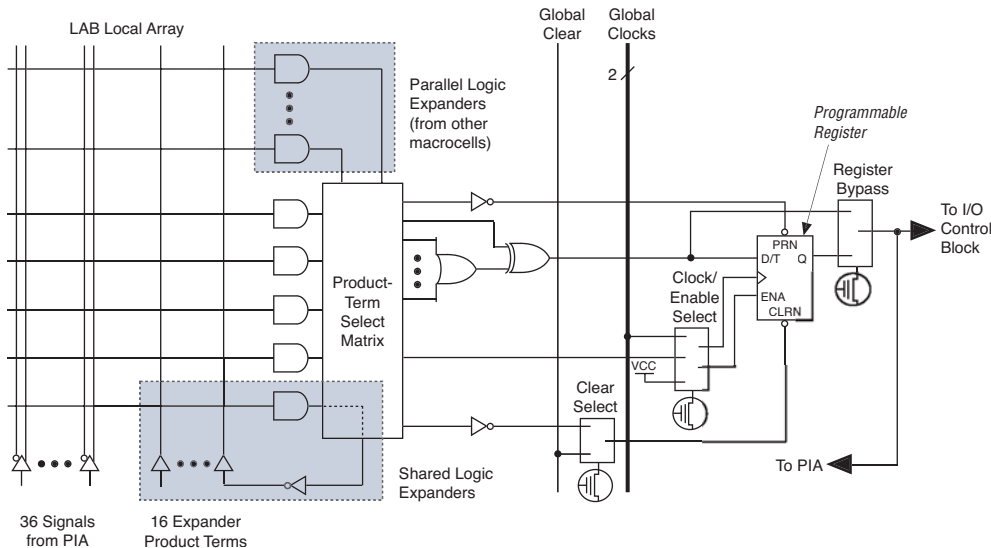 LAB Local Array
Global
Clear
Global
Clocks
2
Parallel Logic
Expanders
(from other
macrocells)
Programmable
Register
Register
Bypass
To I/O
Control
Block
PRN
D/T
Q
ENA
CLRN
Clock/
Enable
Select
Product-
Term
Select
Matrix
VCC
Clear
Select
To PIA
Shared Logic
Expanders
36 Signals
from PIA
16 Expander
Product Terms